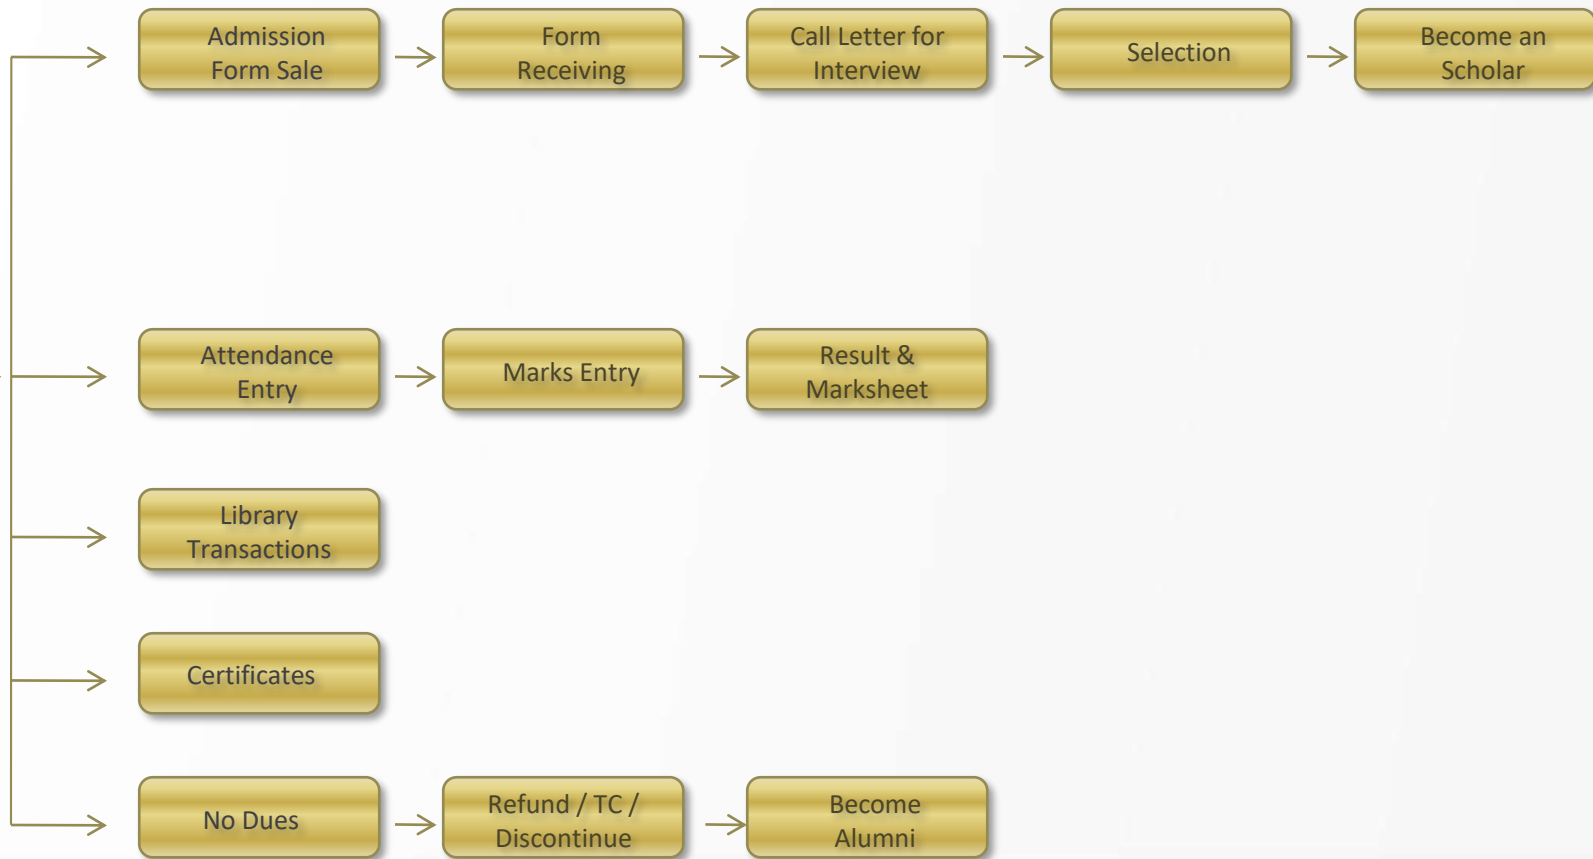 Admission
Form Sale
Form
Receiving
Call Letter for
Interview
Selection
Become an
Scholar
Attendance
Entry
Marks Entry
Result &
Marksheet
Library
Transactions
Certificates
No Dues
Refund / TC /
Discontinue
Become
Alumni